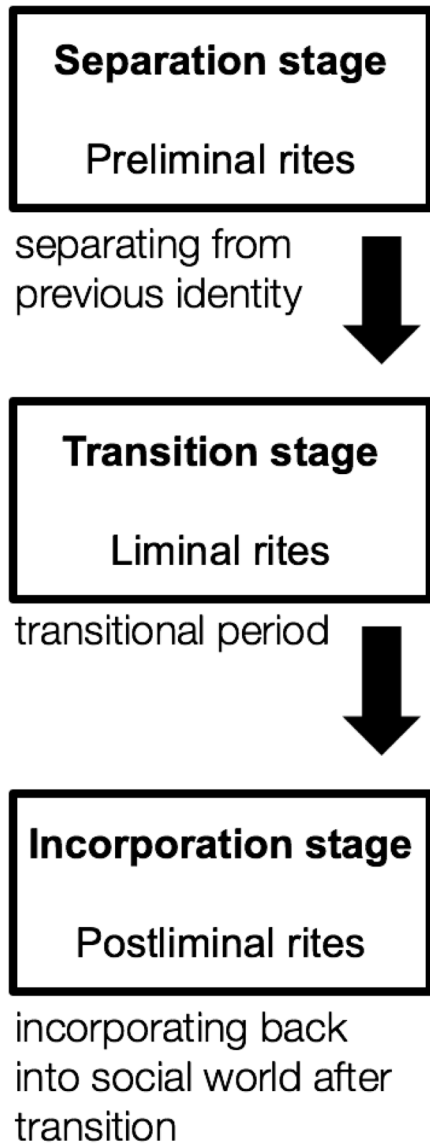 Separation stage
Preliminal rites
separating from
previous identity
Transition stage
Liminal rites
transitional period
Incorporation stage
Postliminal rites
incorporating back
into social world after
transition